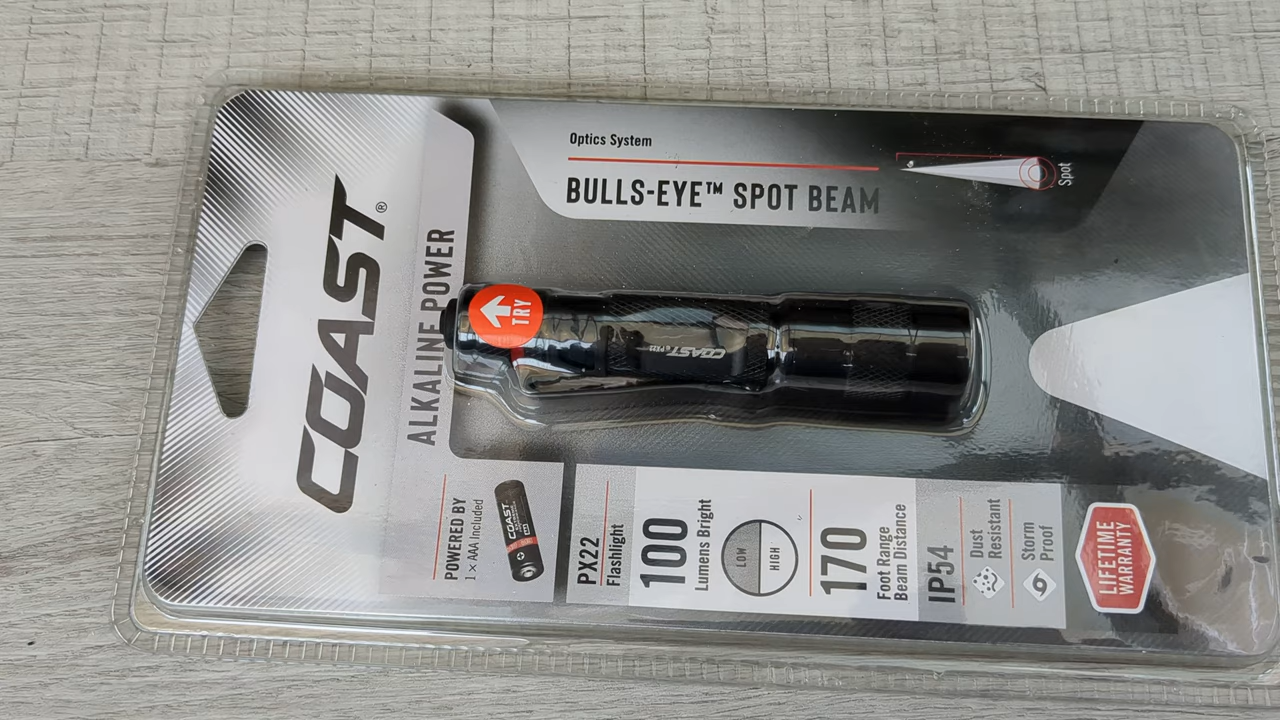 COAST®
ALKALINE POWER
Optics System
BULLS-EYE™ SPOT BEAM
Spot
TRY
COAST
POWERED BY
1 x AAA Included
COAST
PX22
Flashlight
100
Lumens Bright
LOW
HIGH
170
Foot Range
Beam Distance
IP54
Dust
Resistant
Storm
Proof
LIFETIME
WARRANTY